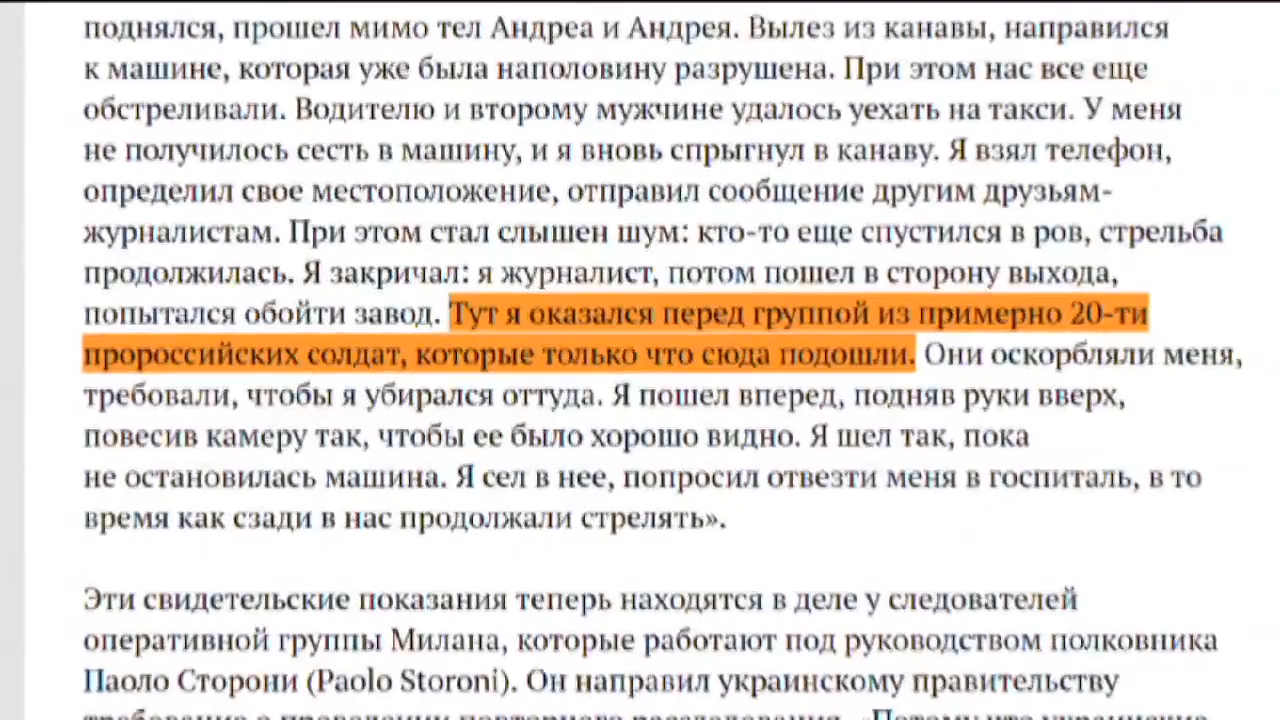 поднялся, прошел мимо тел Андреа и Андрея. Вылез из канавы, направился
к машине, которая уже была наполовину разрушена. При этом нас все еще
обстреливали. Водителю и второму мужчине удалось уехать на такси. У меня
не получилось сесть в машину, и я вновь спрыгнул в канаву. Я взял телефон,
определил свое местоположение, отправил сообщение другим друзьям-
журналистам. При этом стал слышен шум: кто-то еще спустился в ров, стрельба
продолжилась. Я закричал: я журналист, потом пошел в сторону выхода,
попытался обойти завод. Тут я оказался перед группой из примерно 20-ти
пророссийских солдат, которые только что сюда подошли. Они оскорбляли меня,
требовали, чтобы я убирался оттуда. Я пошел вперед, подняв руки вверх,
повесив камеру так, чтобы ее было хорошо видно. Я шел так, пока
не остановилась машина. Я сел в нее, попросил отвезти меня в госпиталь, в то
время как сзади в нас продолжали стрелять».
Эти свидетельские показания теперь находятся в деле у следователей
оперативной группы Милана, которые работают под руководством полковника
Паоло Сторони (Paolo Storoni). Он направил украинскому правительству